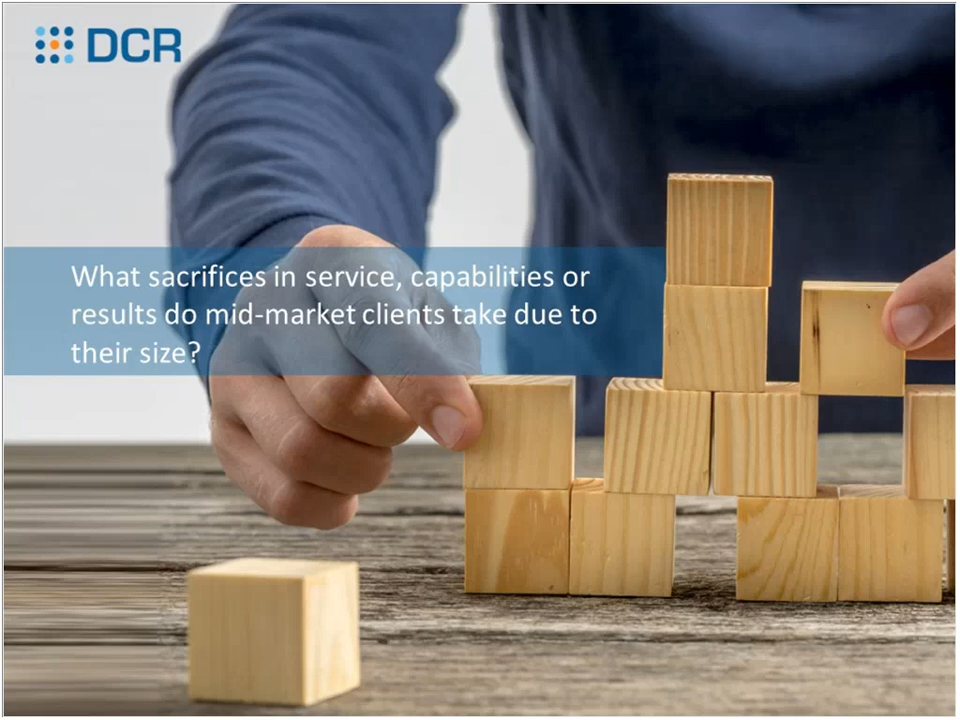 DCR
What sacrifices in service, capabilities or
results do mid-market clients take due to
their size?